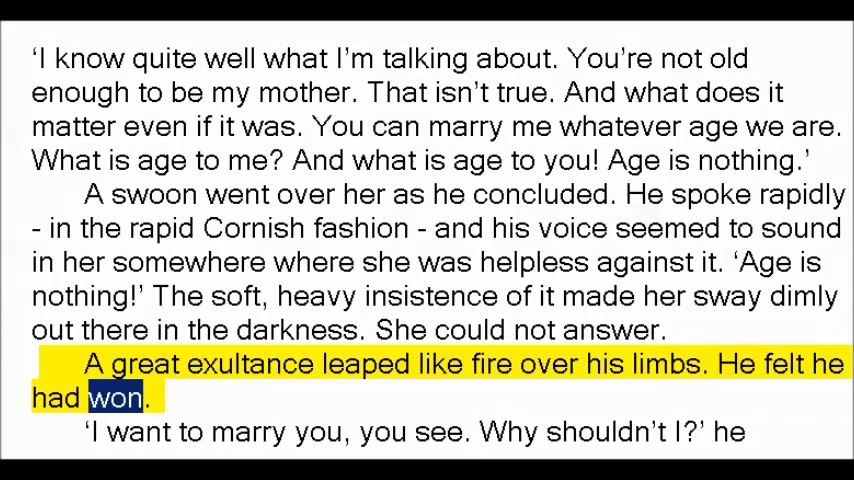 ‘I know quite well what I’m talking about. You’re not old
enough to be my mother. That isn’t true. And what does it
matter even if it was. You can marry me whatever age we are.
What is age to me? And what is age to you! Age is nothing.’
A swoon went over her as he concluded. He spoke rapidly
- in the rapid Cornish fashion - and his voice seemed to sound
in her somewhere where she was helpless against it. ‘Age is
nothing!’ The soft, heavy insistence of it made her sway dimly
out there in the darkness. She could not answer.
A great exultance leaped like fire over his limbs. He felt he
had won.
‘I want to marry you, you see. Why shouldn’t I?’ he